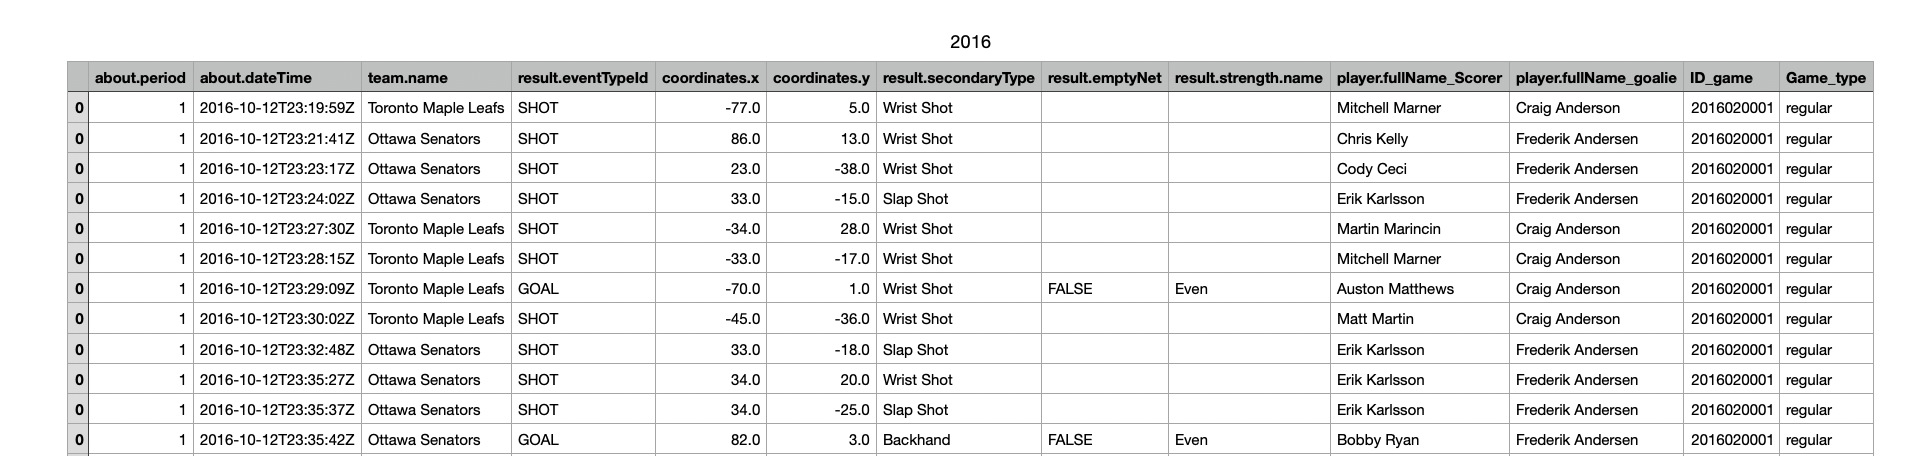 2016
about.period about.dateTime team.name result.eventTypeId coordinates.x coordinates.y result.secondaryType result.emptyNet result.strength.name player.fullName_Scorer player.fullName_goalie ID_game Game_type
0 1 2016-10-12T23:19:59Z Toronto Maple Leafs SHOT -77.0 5.0 Wrist Shot Mitchell Marner Craig Anderson 2016020001 regular
0 1 2016-10-12T23:21:41Z Ottawa Senators SHOT 86.0 13.0 Wrist Shot Chris Kelly Frederik Andersen 2016020001 regular
0 1 2016-10-12T23:23:17Z Ottawa Senators SHOT 23.0 -38.0 Wrist Shot Cody Ceci Frederik Andersen 2016020001 regular
0 1 2016-10-12T23:24:02Z Ottawa Senators SHOT 33.0 -15.0 Slap Shot Erik Karlsson Frederik Andersen 2016020001 regular
0 1 2016-10-12T23:27:30Z Toronto Maple Leafs SHOT -34.0 28.0 Wrist Shot Martin Marincin Craig Anderson 2016020001 regular
0 1 2016-10-12T23:28:15Z Toronto Maple Leafs SHOT -33.0 -17.0 Wrist Shot Mitchell Marner Craig Anderson 2016020001 regular
0 1 2016-10-12T23:29:09Z Toronto Maple Leafs GOAL -70.0 1.0 Wrist Shot FALSE Even Auston Matthews Craig Anderson 2016020001 regular
0 1 2016-10-12T23:30:02Z Toronto Maple Leafs SHOT -45.0 -36.0 Wrist Shot Matt Martin Craig Anderson 2016020001 regular
0 1 2016-10-12T23:32:48Z Ottawa Senators SHOT 33.0 -18.0 Slap Shot Erik Karlsson Frederik Andersen 2016020001 regular
0 1 2016-10-12T23:35:27Z Ottawa Senators SHOT 34.0 20.0 Wrist Shot Erik Karlsson Frederik Andersen 2016020001 regular
0 1 2016-10-12T23:35:37Z Ottawa Senators SHOT 34.0 -25.0 Slap Shot Erik Karlsson Frederik Andersen 2016020001 regular
0 1 2016-10-12T23:35:42Z Ottawa Senators GOAL 82.0 3.0 Backhand FALSE Even Bobby Ryan Frederik Andersen 2016020001 regular